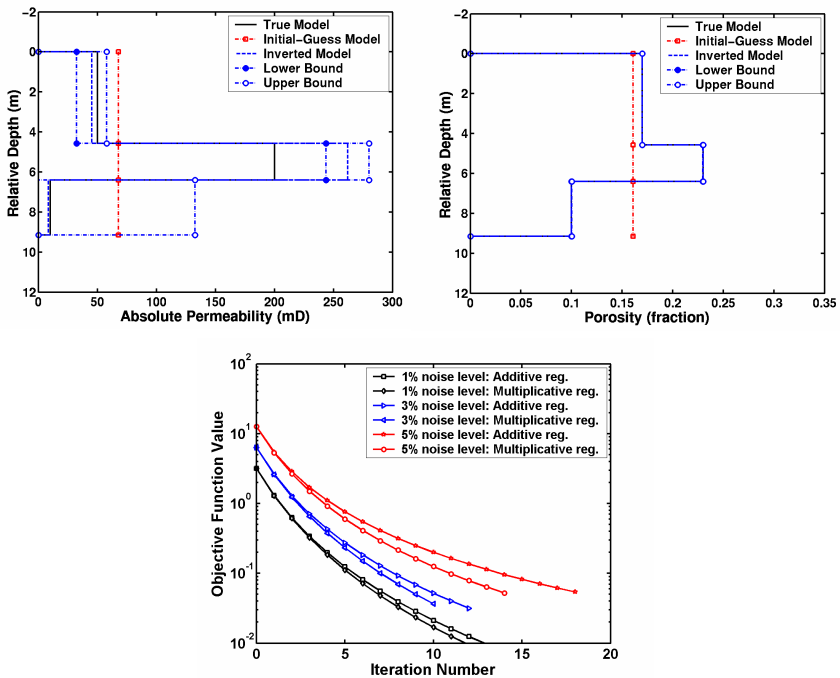 −2
0
2
4
6
8
10
12
0
50
100
150
200
250
300
Relative Depth (m)
Absolute Permeability (mD)
True Model
Initial−Guess Model
Inverted Model
Lower Bound
Upper Bound
−2
0
2
4
6
8
10
12
0
0.05
0.1
0.15
0.2
0.25
0.3
0.35
Relative Depth (m)
Porosity (fraction)
True Model
Initial−Guess Model
Inverted Model
Lower Bound
Upper Bound
10^2
10^1
10^0
10^-1
10^-2
0
5
10
15
20
Objective Function Value
Iteration Number
1% noise level: Additive reg.
1% noise level: Multiplicative reg.
3% noise level: Additive reg.
3% noise level: Multiplicative reg.
5% noise level: Additive reg.
5% noise level: Multiplicative reg.